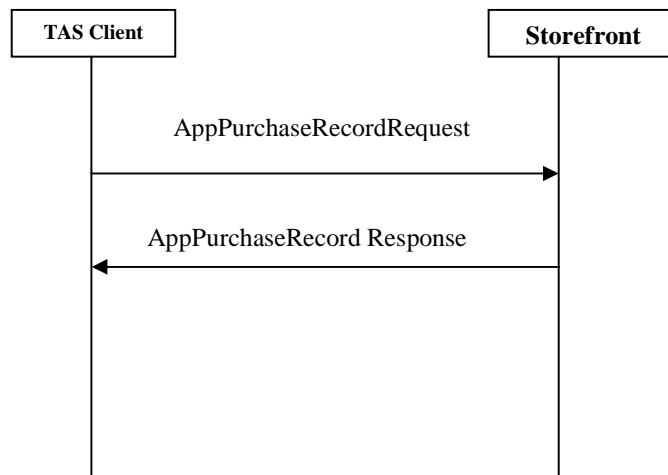 TAS Client
Storefront
AppPurchaseRecordRequest
AppPurchaseRecord Response